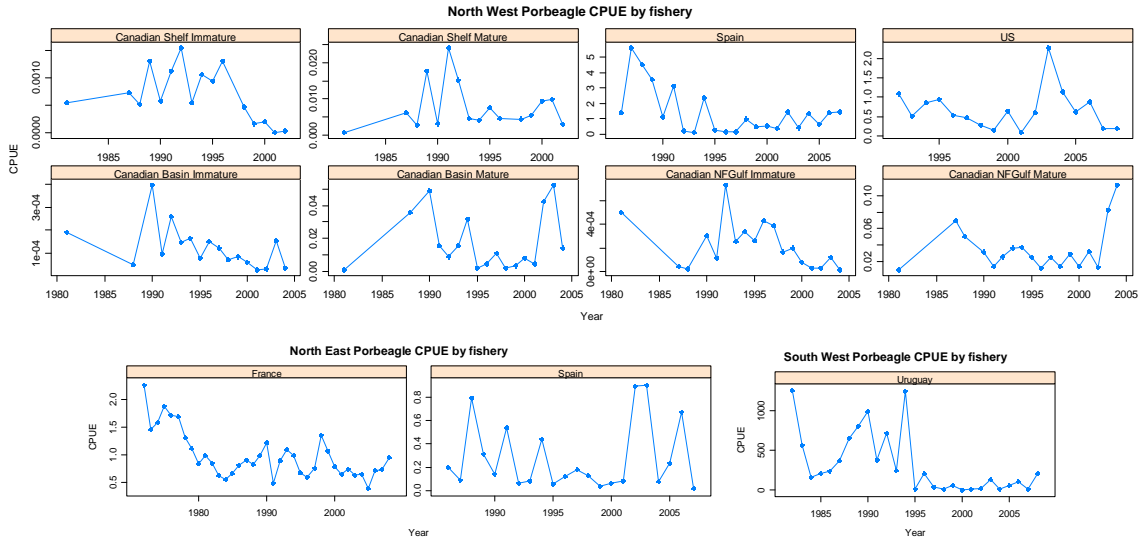 North West Porbeagle CPUE by fishery
Canadian Shelf Immature
Canadian Shelf Mature
Spain
US
0.0000 0.0010
0.000 0.010 0.020
0 1 2 3 4 5
0.0 0.5 1.0 1.5 2.0
1985 1990 1995 2000
1985 1990 1995 2000
1990 1995 2000 2005
1995 2000 2005
CPUE
Canadian Basin Immature
Canadian Basin Mature
Canadian NFGulf Immature
Canadian NFGulf Mature
1e-04 3e-04
0.00 0.02 0.04
0e+00 4e-04
0.02 0.06 0.10
1980 1985 1990 1995 2000 2005
1980 1985 1990 1995 2000 2005
1980 1985 1990 1995 2000 2005
1980 1985 1990 1995 2000 2005
Year
North East Porbeagle CPUE by fishery
France
Spain
CPUE
0.5 1.0 1.5 2.0
0.0 0.2 0.4 0.6 0.8
1980 1990 2000
1990 1995 2000 2005
Year
South West Porbeagle CPUE by fishery
Uruguay
CPUE
0 500 1000
1985 1990 1995 2000 2005
Year